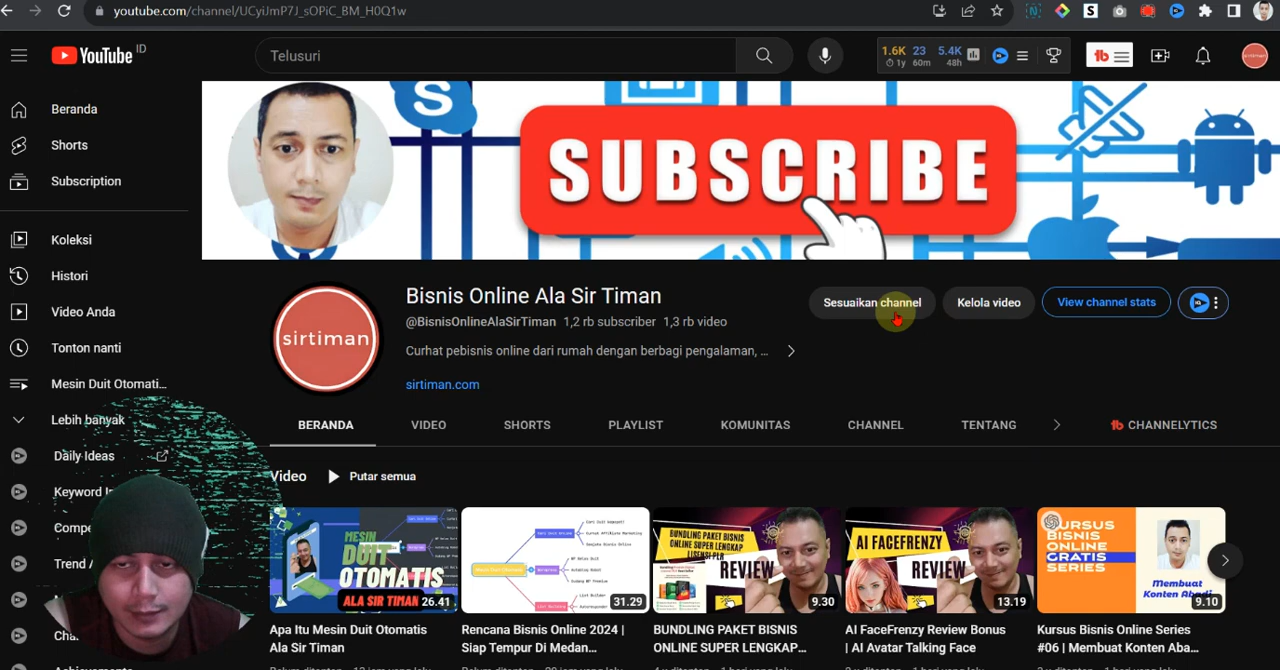 youtube.com/channel/UCyiJmP7J_sOPiC_BM_H0Q1w
YouTube ID
Telusuri
1.6K 23 5.4K
1y 60m 48h
tb
sirtiman
Beranda
Shorts
Subscription
Koleksi
Histori
Video Anda
Tonton nanti
Mesin Duit Otomati...
Lebih banyak
Daily Ideas
SUBSCRIBE
sirtiman
Bisnis Online Ala Sir Timan
@BisnisOnlineAlaSirTiman 1,2 rb subscriber 1,3 rb video
Curhat pebisnis online dari rumah dengan berbagi pengalaman, ...
sirtiman.com
Sesuaikan channel
Kelola video
View channel stats
BERANDA VIDEO SHORTS PLAYLIST KOMUNITAS CHANNEL TENTANG
tb CHANNELYTICS
Video
Putar semua
MESIN
DUIT
OTOMATIS
ALA SIR TIMAN
26.41
Apa Itu Mesin Duit Otomatis
Ala Sir Timan
31.29
Rencana Bisnis Online 2024 |
Siap Tempur Di Medan...
BUNDLING PAKET BISNIS
ONLINE SUPER LENGKAP
LISENSI PLR
REVIEW
9.30
BUNDLING PAKET BISNIS
ONLINE SUPER LENGKAP...
AI FACEFRENZY
REVIEW
13.19
AI FaceFrenzy Review Bonus
| AI Avatar Talking Face
KURSUS
BISNIS
ONLINE
GRATIS
SERIES
Membuat
Konten Abadi
9.10
Kursus Bisnis Online Series
#06 | Membuat Konten Aba...